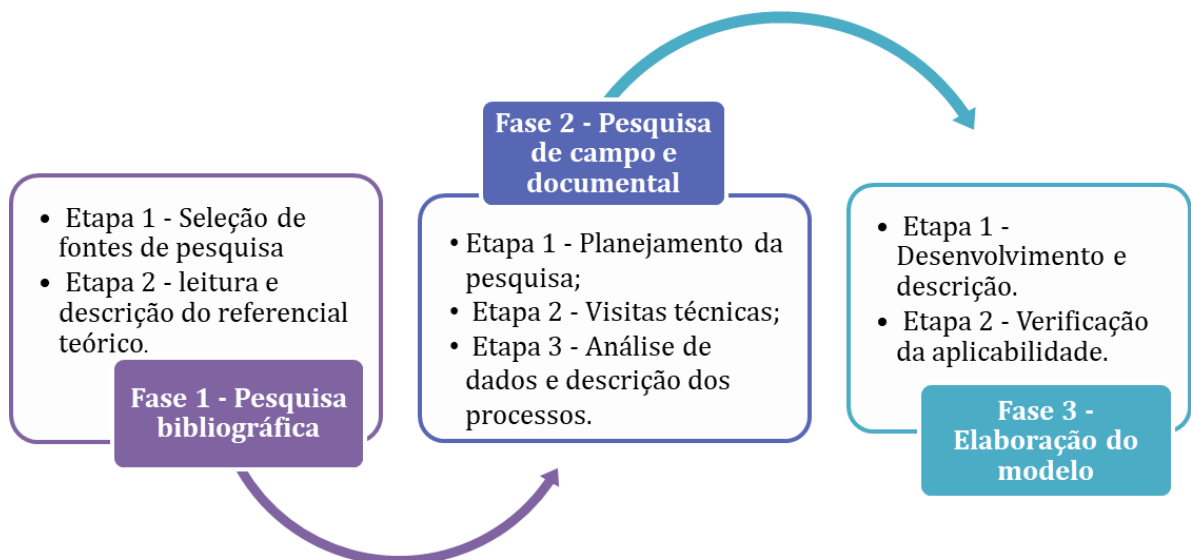 • Etapa 1 - Seleção de
fontes de pesquisa
• Etapa 2 - leitura e
descrição do referencial
teórico.
Fase 1 - Pesquisa
bibliográfica
Fase 2 - Pesquisa
de campo e
documental
• Etapa 1 - Planejamento da
pesquisa;
• Etapa 2 - Visitas técnicas;
• Etapa 3 - Análise de
dados e descrição dos
processos.
• Etapa 1 -
Desenvolvimento e
descrição.
• Etapa 2 - Verificação
da aplicabilidade.
Fase 3 -
Elaboração do
modelo